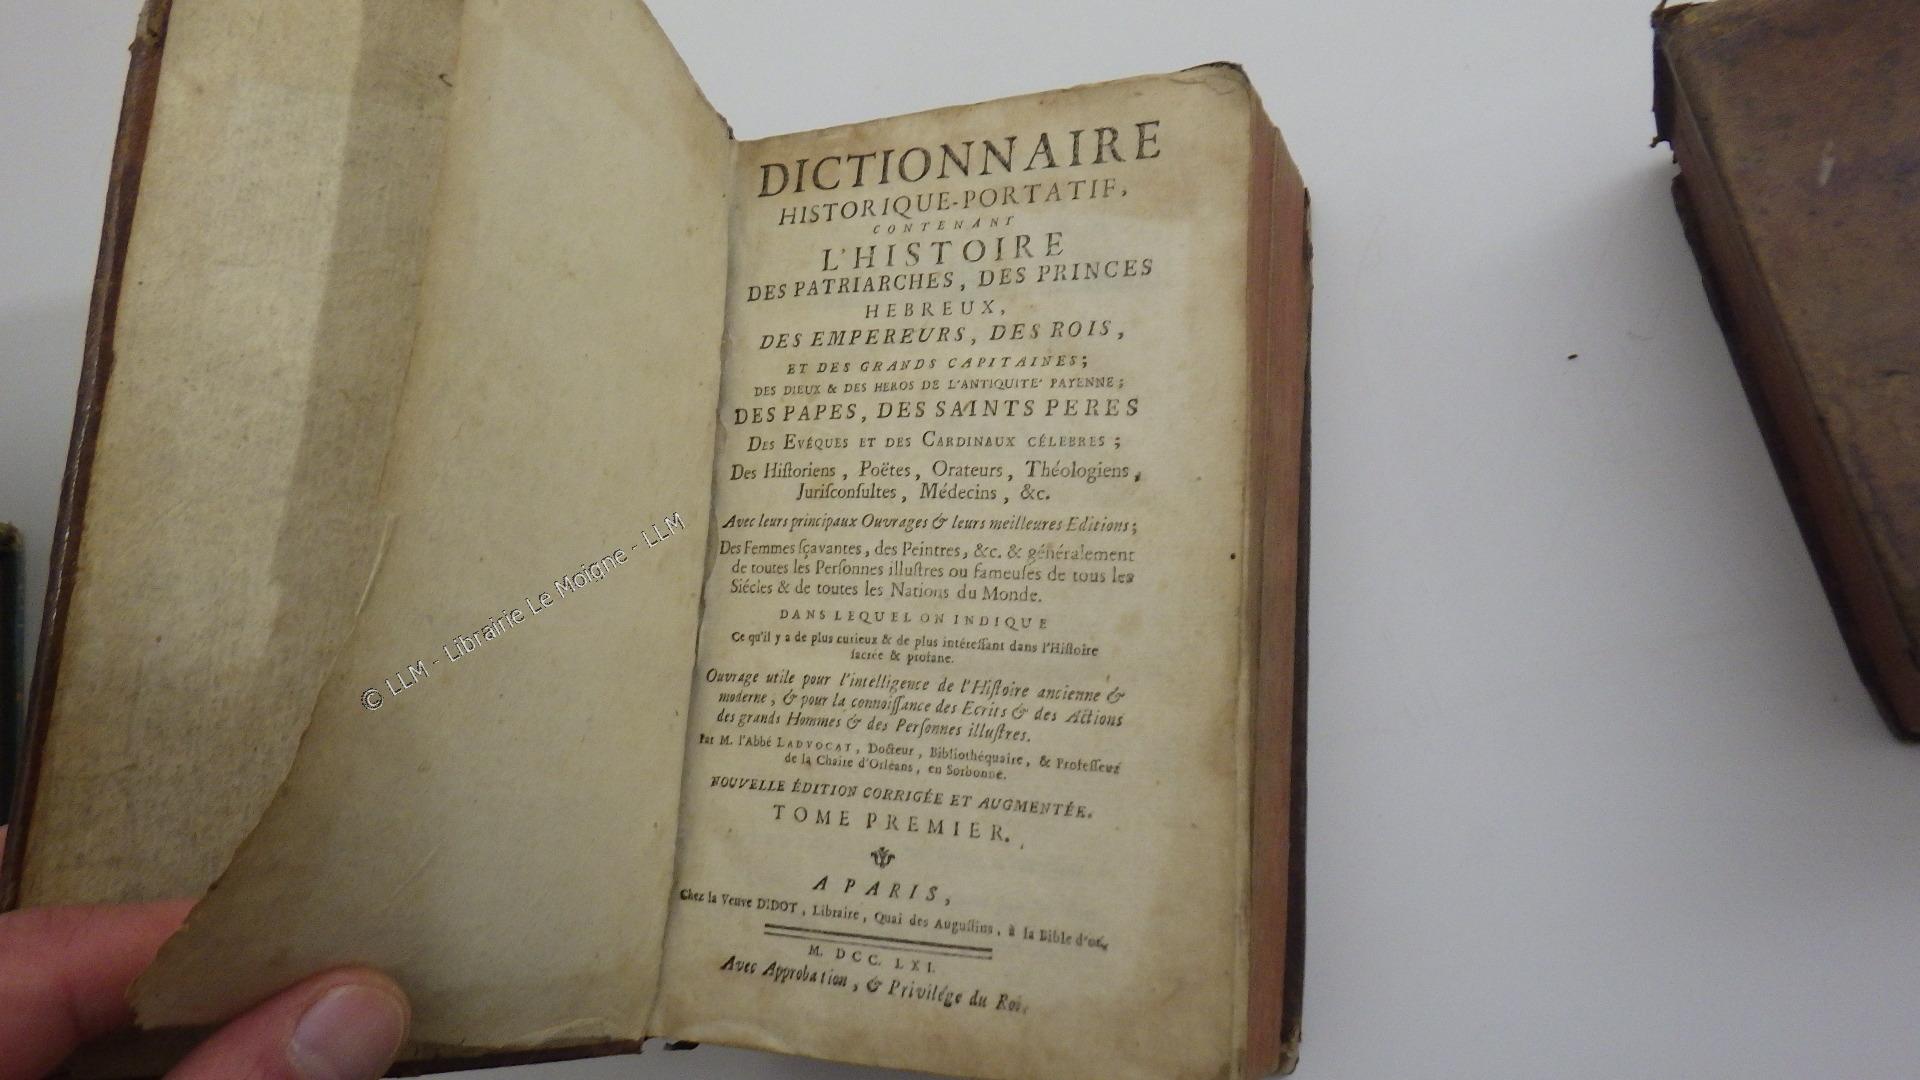 DICTIONNAIRE
HISTORIQUE-PORTATIF,
CONTENANT
L'HISTOIRE
DES PATRIARCHES, DES PRINCES
HEBREUX,
DES EMPEREURS, DES ROIS,
ET DES GRANDS CAPITAINES;
DES DIEUX & DES HEROS DE L'ANTIQUITE' PAYENNE;
DES PAPES, DES SAINTS PERES
DES EVÉQUES ET DES CARDINAUX CÉLEBRES;
Des Hiſtoriens, Poëtes, Orateurs, Théologiens,
Juriſconſultes, Médecins, &c.
Avec leurs principaux Ouvrages & leurs meilleures Editions;
Des Femmes ſçavantes, des Peintres, &c. & généralement
de toutes les Perſonnes illuſtres ou fameuſes de tous les
Siécles & de toutes les Nations du Monde.
DANS LEQUEL ON INDIQUE
Ce qu'il y a de plus curieux & de plus intéreſſant dans l'Hiſtoire
ſacrée & profane.
Ouvrage utile pour l'intelligence de l'Hiſtoire ancienne &
moderne, & pour la connoiſſance des Ecrits & des Actions
des grands Hommes & des Perſonnes illuſtres.
Par M. l'Abbé LADVOCAT, Docteur, Bibliothéquaire, & Profeſſeur
de la Chaire d'Orléans, en Sorbonne.
NOUVELLE ÉDITION CORRIGÉE ET AUGMENTÉE.
TOME PREMIER.
A PARIS,
Chez la Veuve DIDOT, Libraire, Quai des Auguſtins, à la Bible d'or.
M. DCC. LXI.
Avec Approbation, & Privilége du Roi.
© LLM - Librairie Le Moigne - LLM